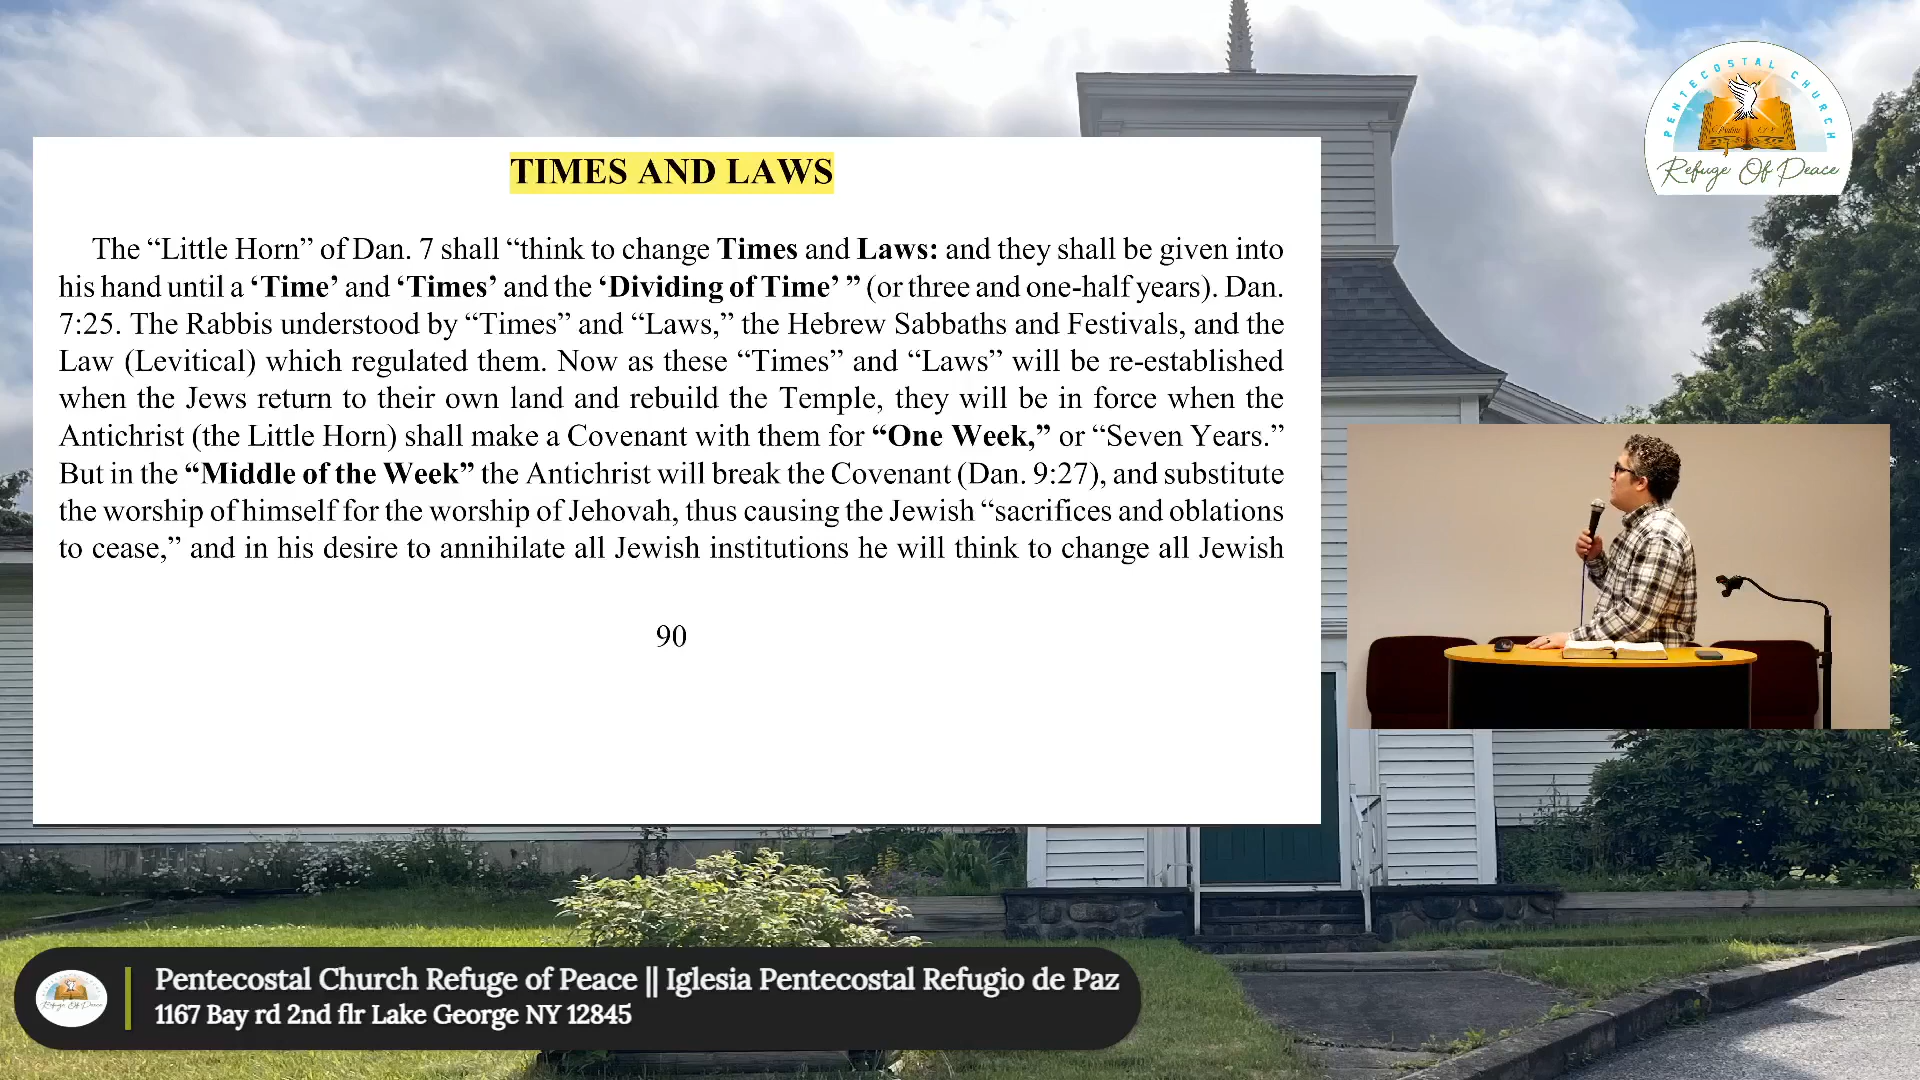 PENTECOSTAL CHURCH
Refuge Of Peace
TIMES AND LAWS
The “Little Horn” of Dan. 7 shall “think to change Times and Laws: and they shall be given into
his hand until a ‘Time’ and ‘Times’ and the ‘Dividing of Time’ ” (or three and one-half years). Dan.
7:25. The Rabbis understood by “Times” and “Laws,” the Hebrew Sabbaths and Festivals, and the
Law (Levitical) which regulated them. Now as these “Times” and “Laws” will be re-established
when the Jews return to their own land and rebuild the Temple, they will be in force when the
Antichrist (the Little Horn) shall make a Covenant with them for “One Week,” or “Seven Years.”
But in the “Middle of the Week” the Antichrist will break the Covenant (Dan. 9:27), and substitute
the worship of himself for the worship of Jehovah, thus causing the Jewish “sacrifices and oblations
to cease,” and in his desire to annihilate all Jewish institutions he will think to change all Jewish
90
Refuge Of Peace
Pentecostal Church Refuge of Peace || Iglesia Pentecostal Refugio de Paz
1167 Bay rd 2nd flr Lake George NY 12845